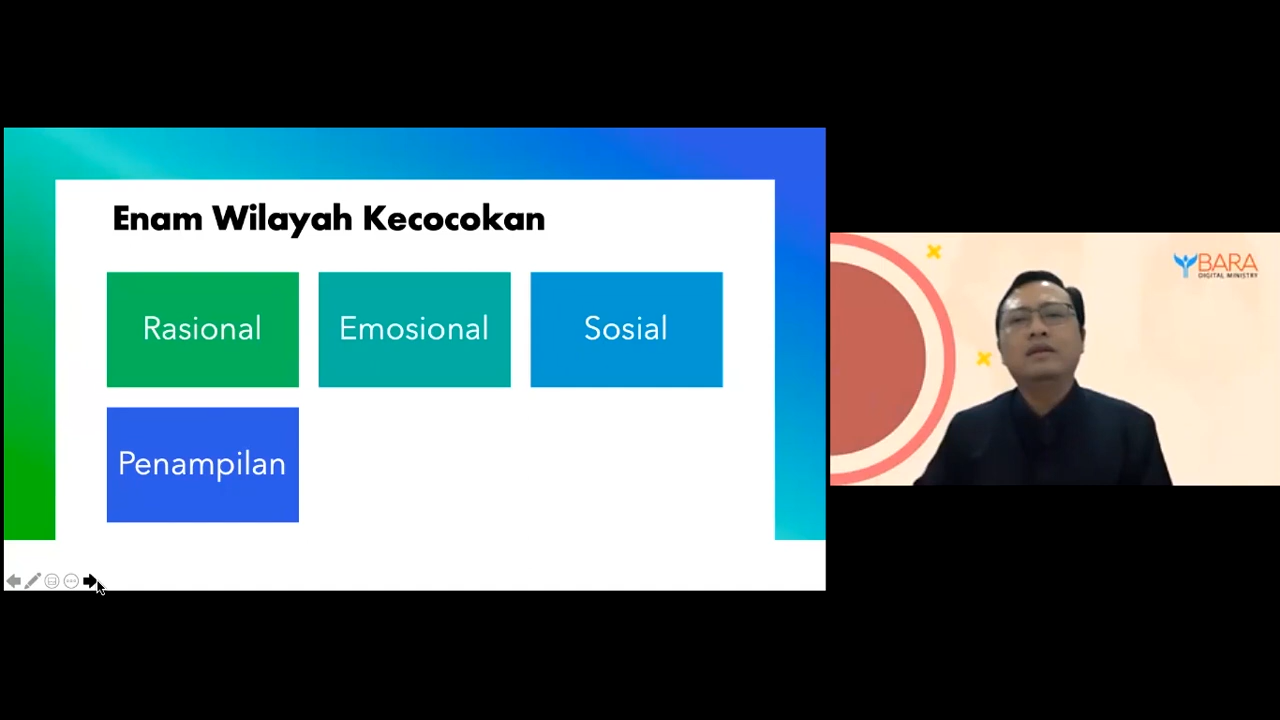 Enam Wilayah Kecocokan
Rasional
Emosional
Sosial
Penampilan
BARA
DIGITAL MINISTRY